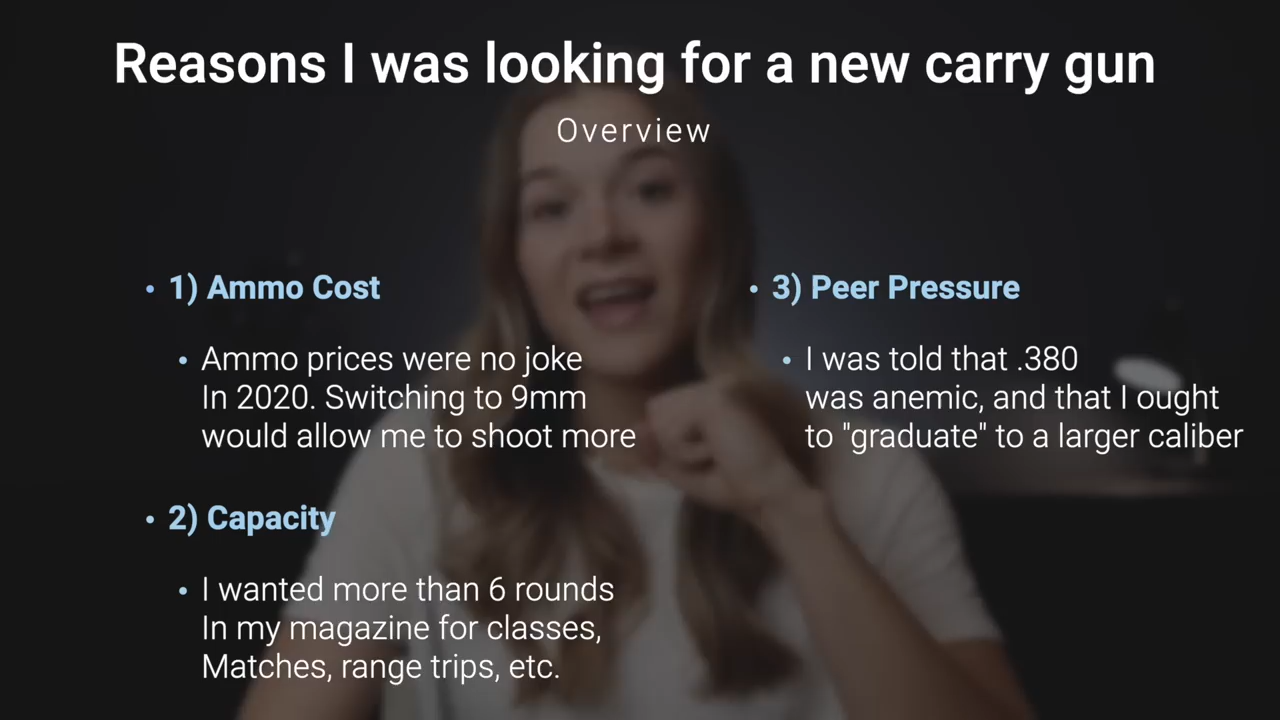 Reasons I was looking for a new carry gun
Overview
• 1) Ammo Cost
• Ammo prices were no joke
In 2020. Switching to 9mm
would allow me to shoot more
• 2) Capacity
• I wanted more than 6 rounds
In my magazine for classes,
Matches, range trips, etc.
• 3) Peer Pressure
• I was told that .380
was anemic, and that I ought
to "graduate" to a larger caliber